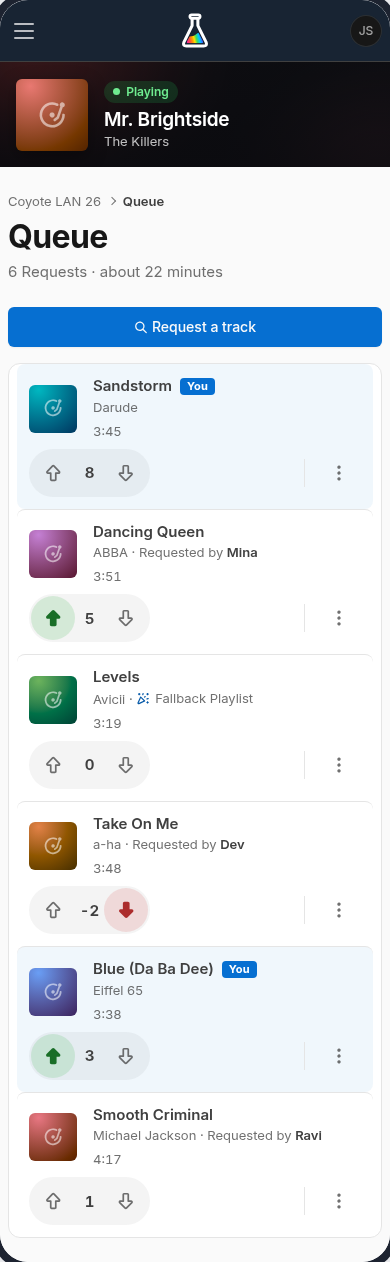 JS
Playing
Mr. Brightside
The Killers
Coyote LAN 26 > Queue
Queue
6 Requests · about 22 minutes
Request a track
Sandstorm You
Darude
3:45
8
Dancing Queen
ABBA · Requested by Mina
3:51
5
Levels
Avicii · Fallback Playlist
3:19
0
Take On Me
a-ha · Requested by Dev
3:48
-2
Blue (Da Ba Dee) You
Eiffel 65
3:38
3
Smooth Criminal
Michael Jackson · Requested by Ravi
4:17
1